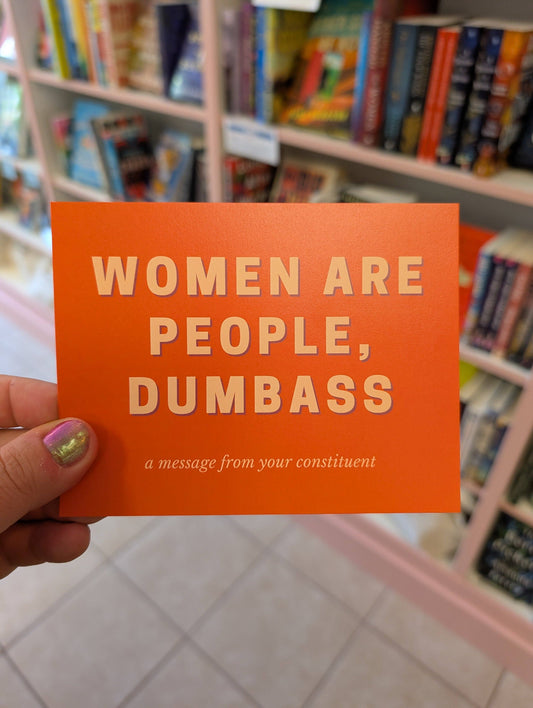 WOMEN ARE
PEOPLE,
DUMBASS
a message from your constituent